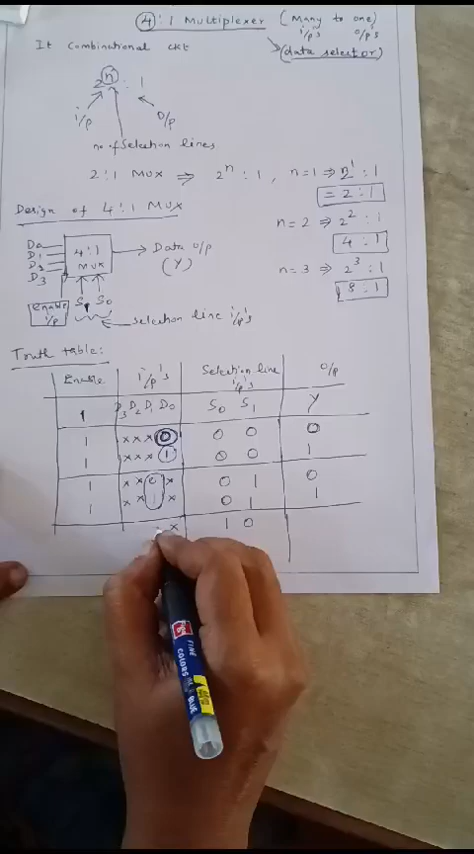 4:1 Multiplexer (Many to one)
i/p's o/p's
It Combinational ckt
(data selector)
2^n : 1
i/p
o/p
no of Selection lines
2:1 MUX ⇒ 2^n : 1 , n=1 ⇒ 2^1 : 1
= 2 : 1
Design of 4:1 MUX
n = 2 ⇒ 2^2 : 1
4 : 1
n = 3 ⇒ 2^3 : 1
8 : 1
D0
D1
D2
D3
4:1
MUX
Data o/p
(Y)
Enable
i/p
S1 S0
Selection line i/p's
Truth table:
Enable i/p's Selection line i/p's o/p
1 D3 D2 D1 D0 S0 S1 Y
1 x x x 0 0 0 0
1 x x x 1 0 0 1
1 x x 0 x 0 1 0
1 x x 1 x 0 1 1
x 1 0
FINE
COLORS
BLUE